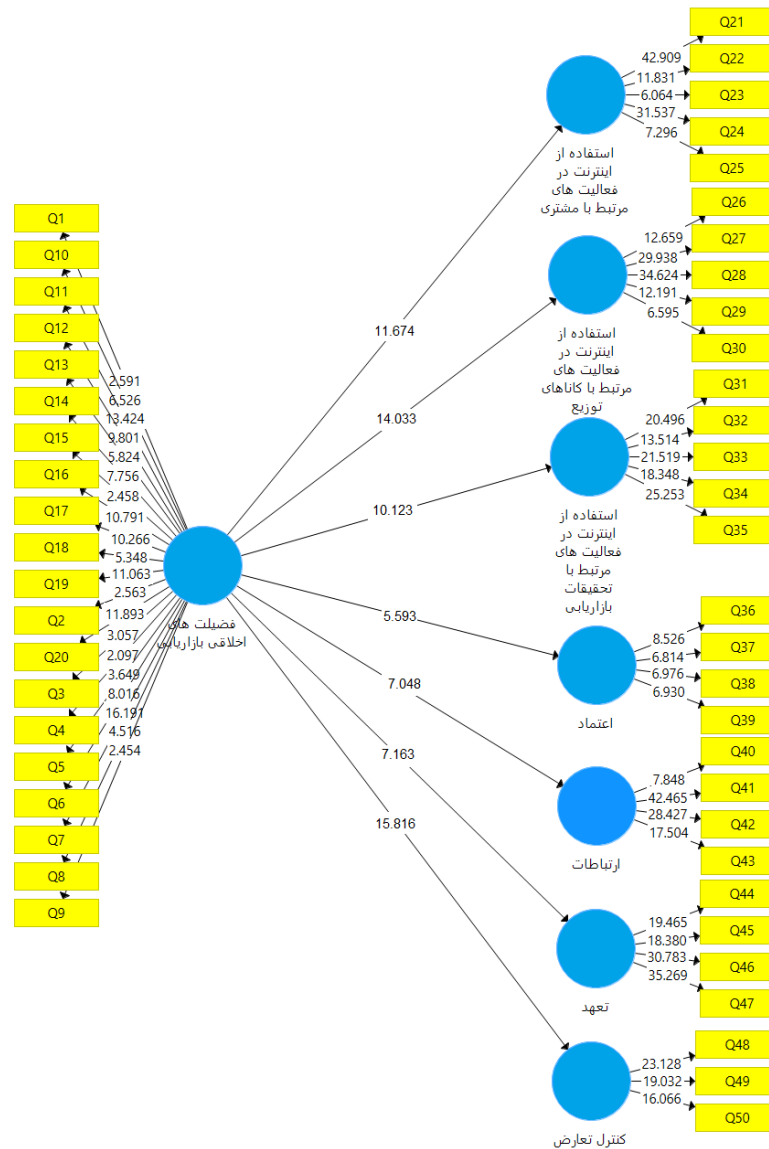 Q1
Q10
Q11
Q12
Q13
Q14
Q15
Q16
Q17
Q18
Q19
Q2
Q20
Q3
Q4
Q5
Q6
Q7
Q8
Q9
2.591
6.526
13.424
9.801
5.824
7.756
2.458
10.791
10.266
5.348
11.063
2.563
11.893
3.057
2.097
3.649
8.016
16.191
4.516
2.454
فضیلت های
اخلاقی بازاریابی
11.674
14.033
10.123
5.593
7.048
7.163
15.816
استفاده از
اینترنت در
فعالیت های
مرتبط با مشتری
42.909
11.831
6.064
31.537
7.296
Q21
Q22
Q23
Q24
Q25
استفاده از
اینترنت در
فعالیت های
مرتبط با کاناهای
توزیع
12.659
29.938
34.624
12.191
6.595
Q26
Q27
Q28
Q29
Q30
استفاده از
اینترنت در
فعالیت های
مرتبط با
تحقیقات
بازاریابی
20.496
13.514
21.519
18.348
25.253
Q31
Q32
Q33
Q34
Q35
اعتماد
8.526
6.814
6.976
6.930
Q36
Q37
Q38
Q39
ارتباطات
7.848
42.465
28.427
17.504
Q40
Q41
Q42
Q43
تعهد
19.465
18.380
30.783
35.269
Q44
Q45
Q46
Q47
کنترل تعارض
23.128
19.032
16.066
Q48
Q49
Q50